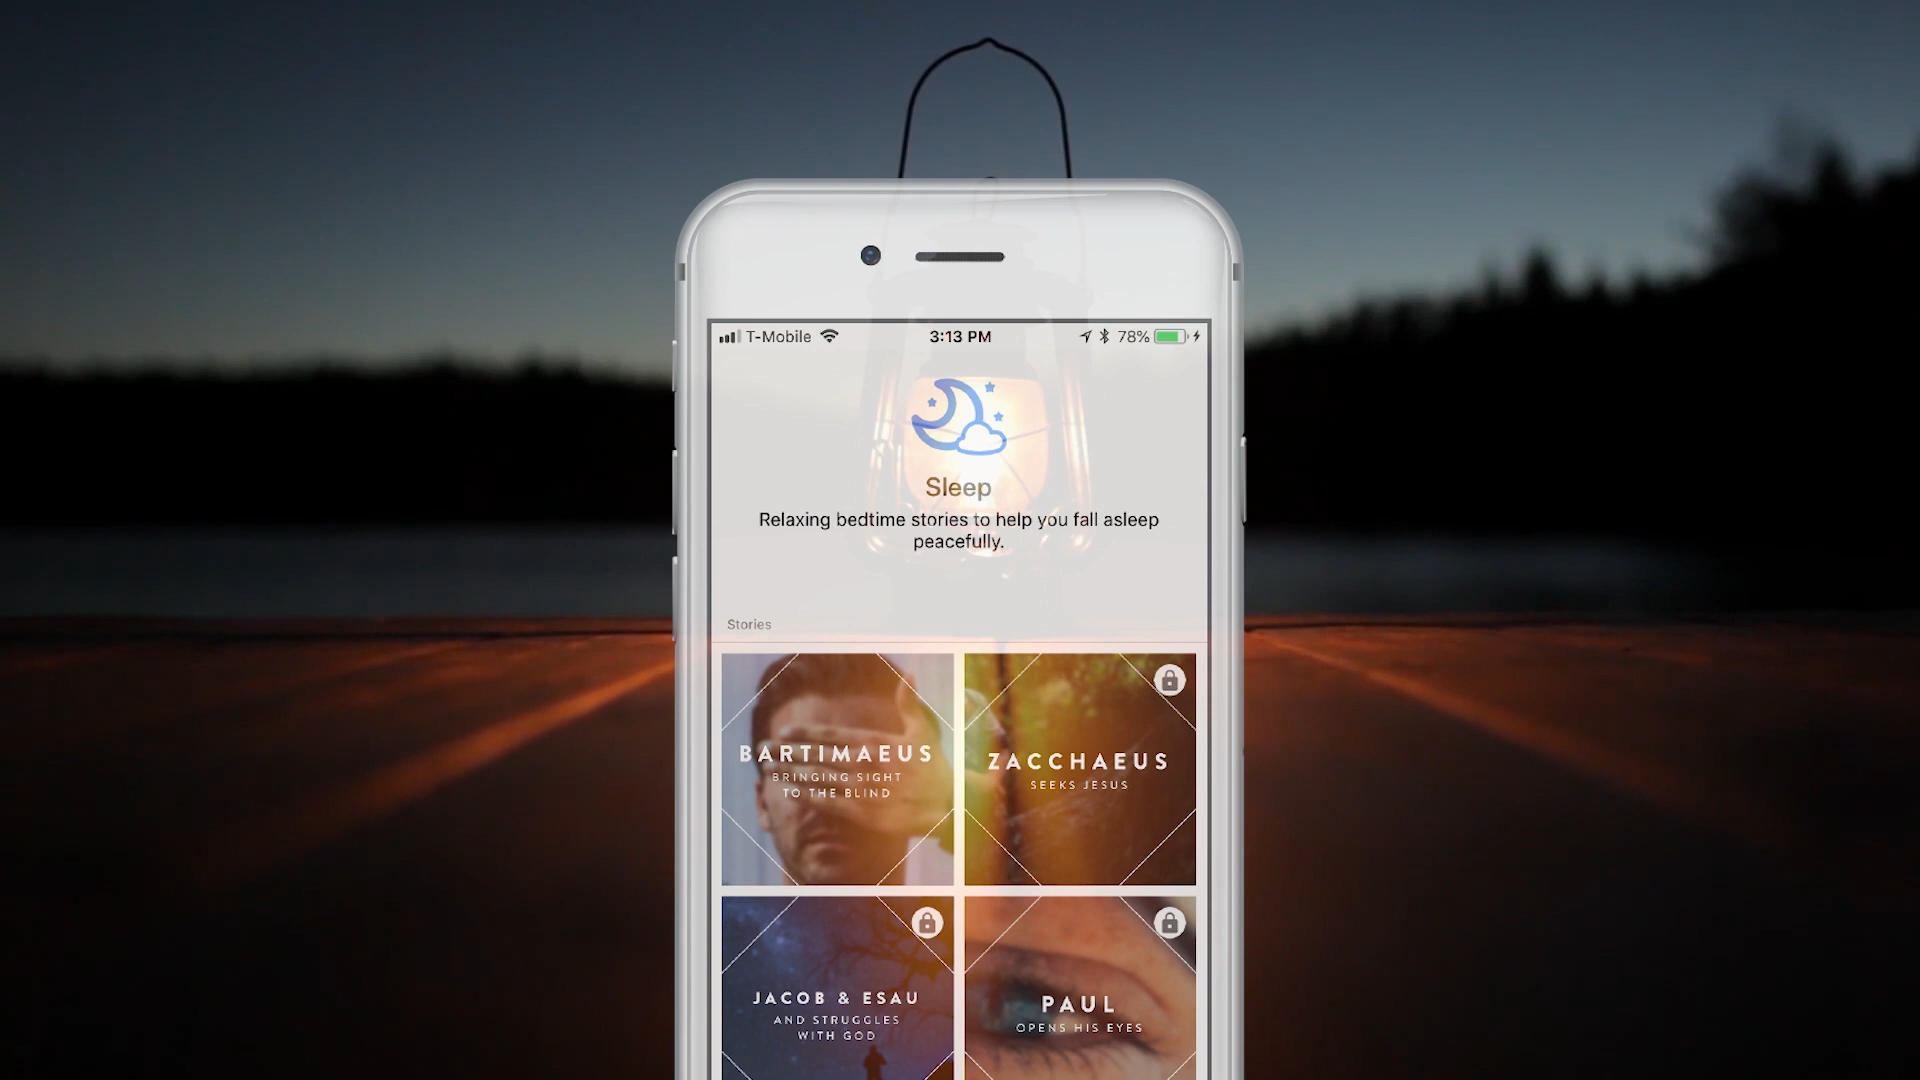 T-Mobile 3:13 PM 78%
Sleep
Relaxing bedtime stories to help you fall asleep
peacefully.
Stories
BARTIMAEUS
BRINGING SIGHT
TO THE BLIND
ZACCHAEUS
SEEKS JESUS
JACOB & ESAU
AND STRUGGLES
WITH GOD
PAUL
OPENS HIS EYES